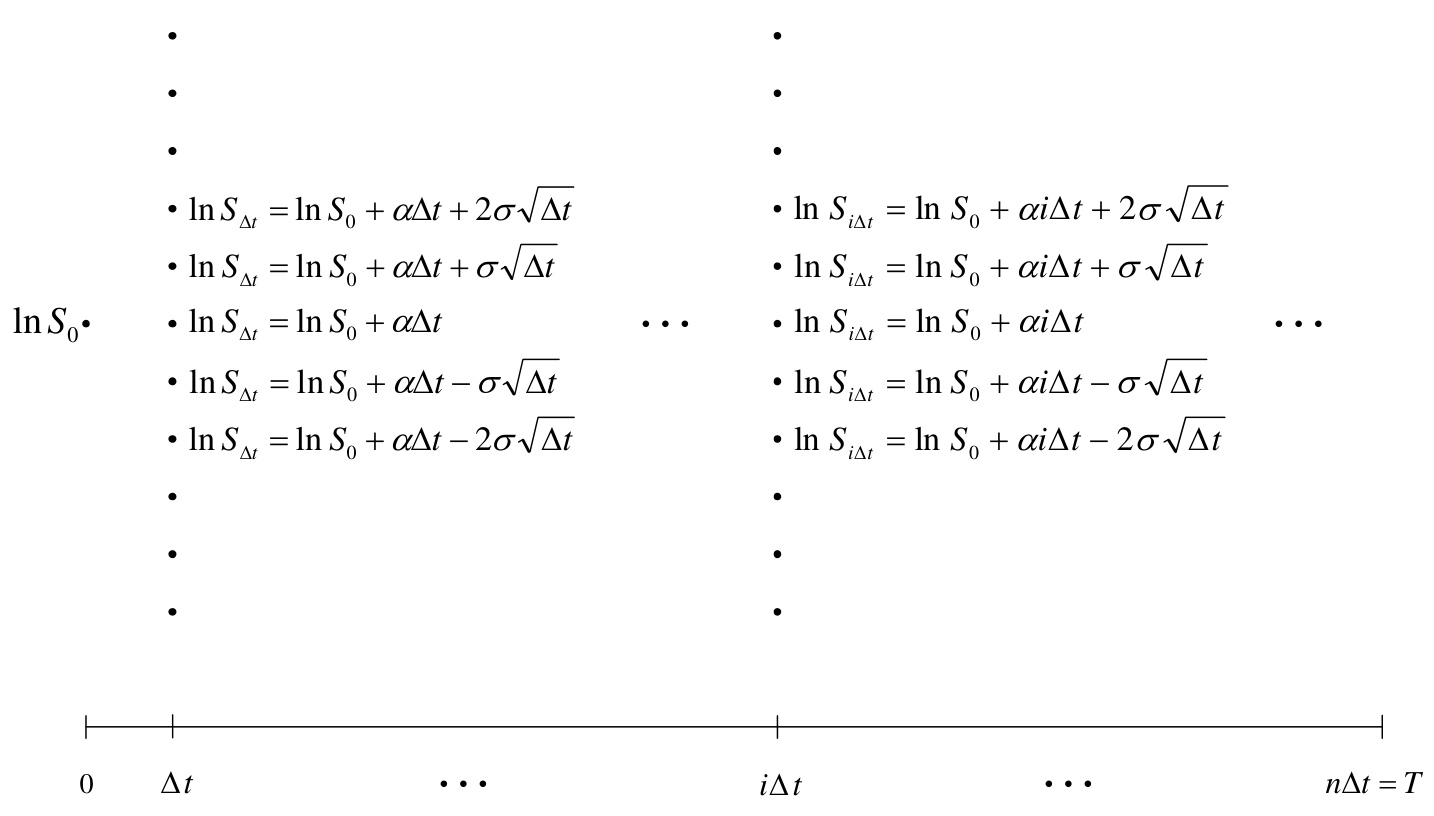 ln S_{Δt} = ln S_0 + αΔt + 2σ√Δt
ln S_{iΔt} = ln S_0 + αiΔt + 2σ√Δt
ln S_{Δt} = ln S_0 + αΔt + σ√Δt
ln S_{iΔt} = ln S_0 + αiΔt + σ√Δt
ln S_0
ln S_{Δt} = ln S_0 + αΔt
• • •
ln S_{iΔt} = ln S_0 + αiΔt
• • •
ln S_{Δt} = ln S_0 + αΔt − σ√Δt
ln S_{iΔt} = ln S_0 + αiΔt − σ√Δt
ln S_{Δt} = ln S_0 + αΔt − 2σ√Δt
ln S_{iΔt} = ln S_0 + αiΔt − 2σ√Δt
0
Δt
• • •
iΔt
• • •
nΔt = T